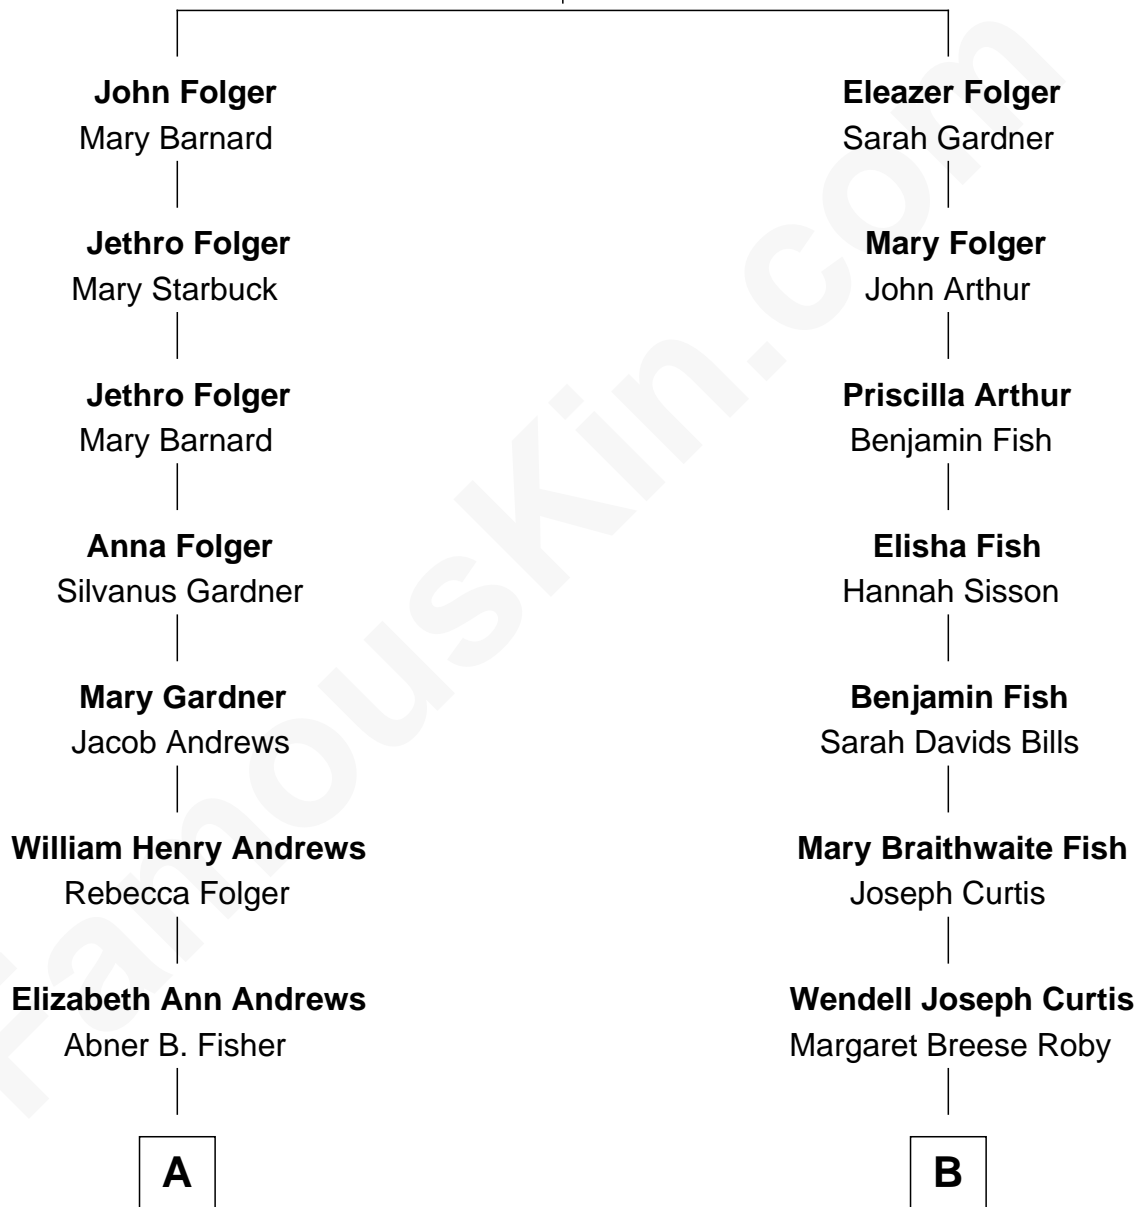 John Folger
Mary Barnard
Jethro Folger
Mary Starbuck
Jethro Folger
Mary Barnard
Anna Folger
Silvanus Gardner
Mary Gardner
Jacob Andrews
William Henry Andrews
Rebecca Folger
Elizabeth Ann Andrews
Abner B. Fisher
A
Eleazer Folger
Sarah Gardner
Mary Folger
John Arthur
Priscilla Arthur
Benjamin Fish
Elisha Fish
Hannah Sisson
Benjamin Fish
Sarah Davids Bills
Mary Braithwaite Fish
Joseph Curtis
Wendell Joseph Curtis
Margaret Breese Roby
B
FamousKin.com